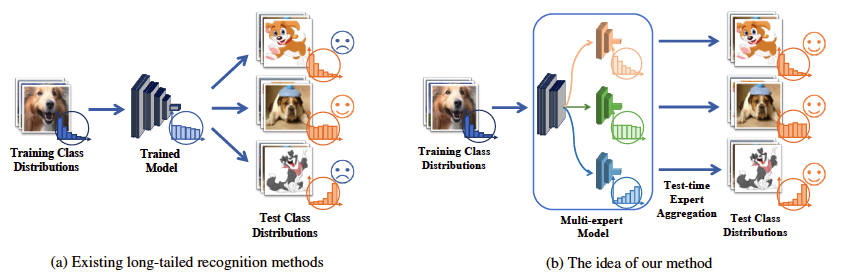 Training Class
Distributions
Trained
Model
Test Class
Distributions
(a) Existing long-tailed recognition methods
Training Class
Distributions
Multi-expert
Model
Test-time
Expert
Aggregation
Test Class
Distributions
(b) The idea of our method